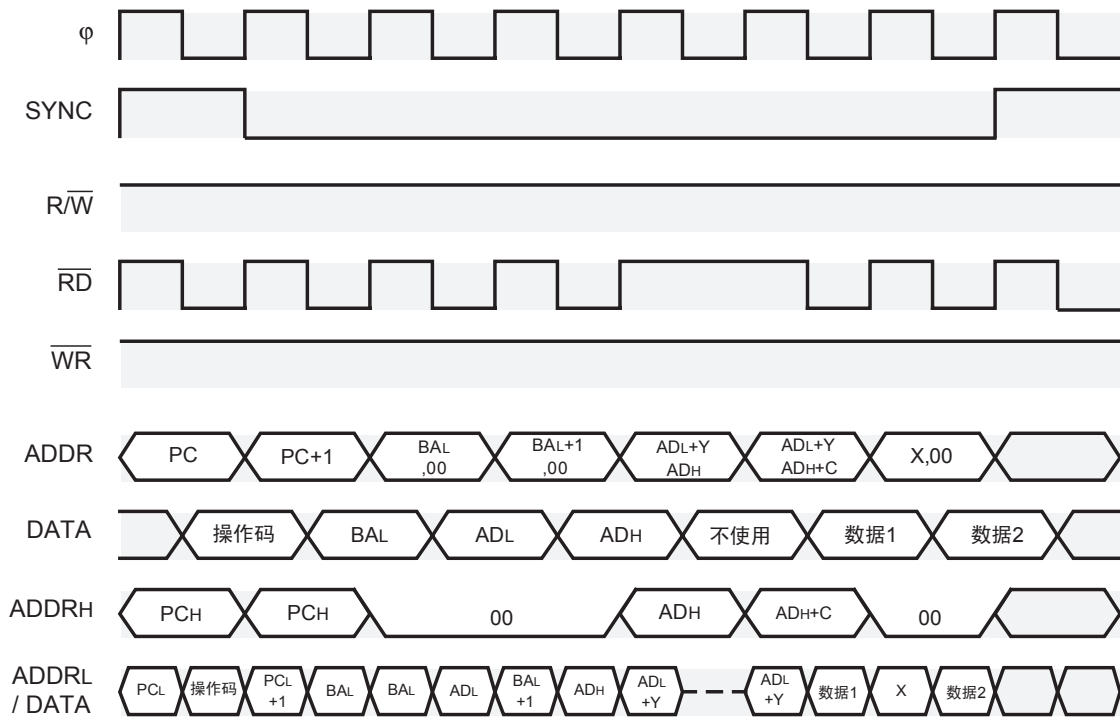 φ
SYNC
R/W̅
R̅D̅
W̅R̅
ADDR
PC
PC+1
BAL
,00
BAL+1
,00
ADL+Y
ADH
ADL+Y
ADH+C
X,00
DATA
操作码
BAL
ADL
ADH
不使用
数据1
数据2
ADDRH
PCH
PCH
00
ADH
ADH+C
00
ADDRL
/ DATA
PCL
操作码
PCL
+1
BAL
BAL
ADL
BAL
+1
ADH
ADL
+Y
ADL
+Y
数据1
X
数据2